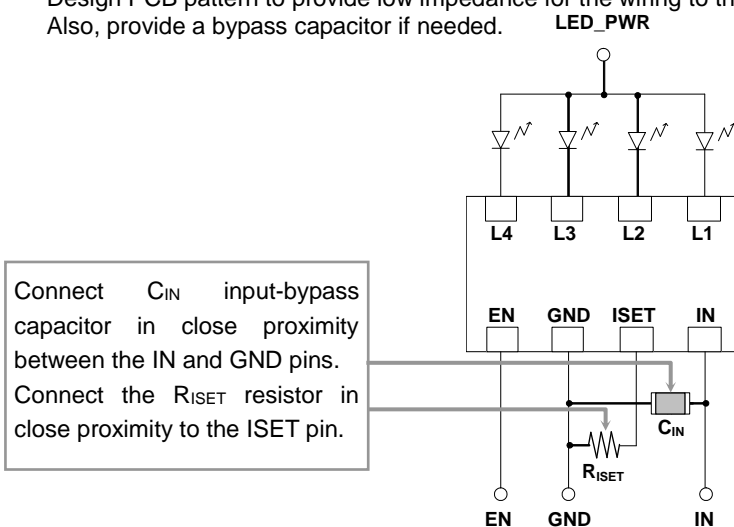 Design PCB pattern to provide low impedance for the wiring to the
Also, provide a bypass capacitor if needed.
LED_PWR
L4 L3 L2 L1
Connect CIN input-bypass
capacitor in close proximity
between the IN and GND pins.
Connect the RISET resistor in
close proximity to the ISET pin.
EN GND ISET IN
CIN
RISET
EN GND IN